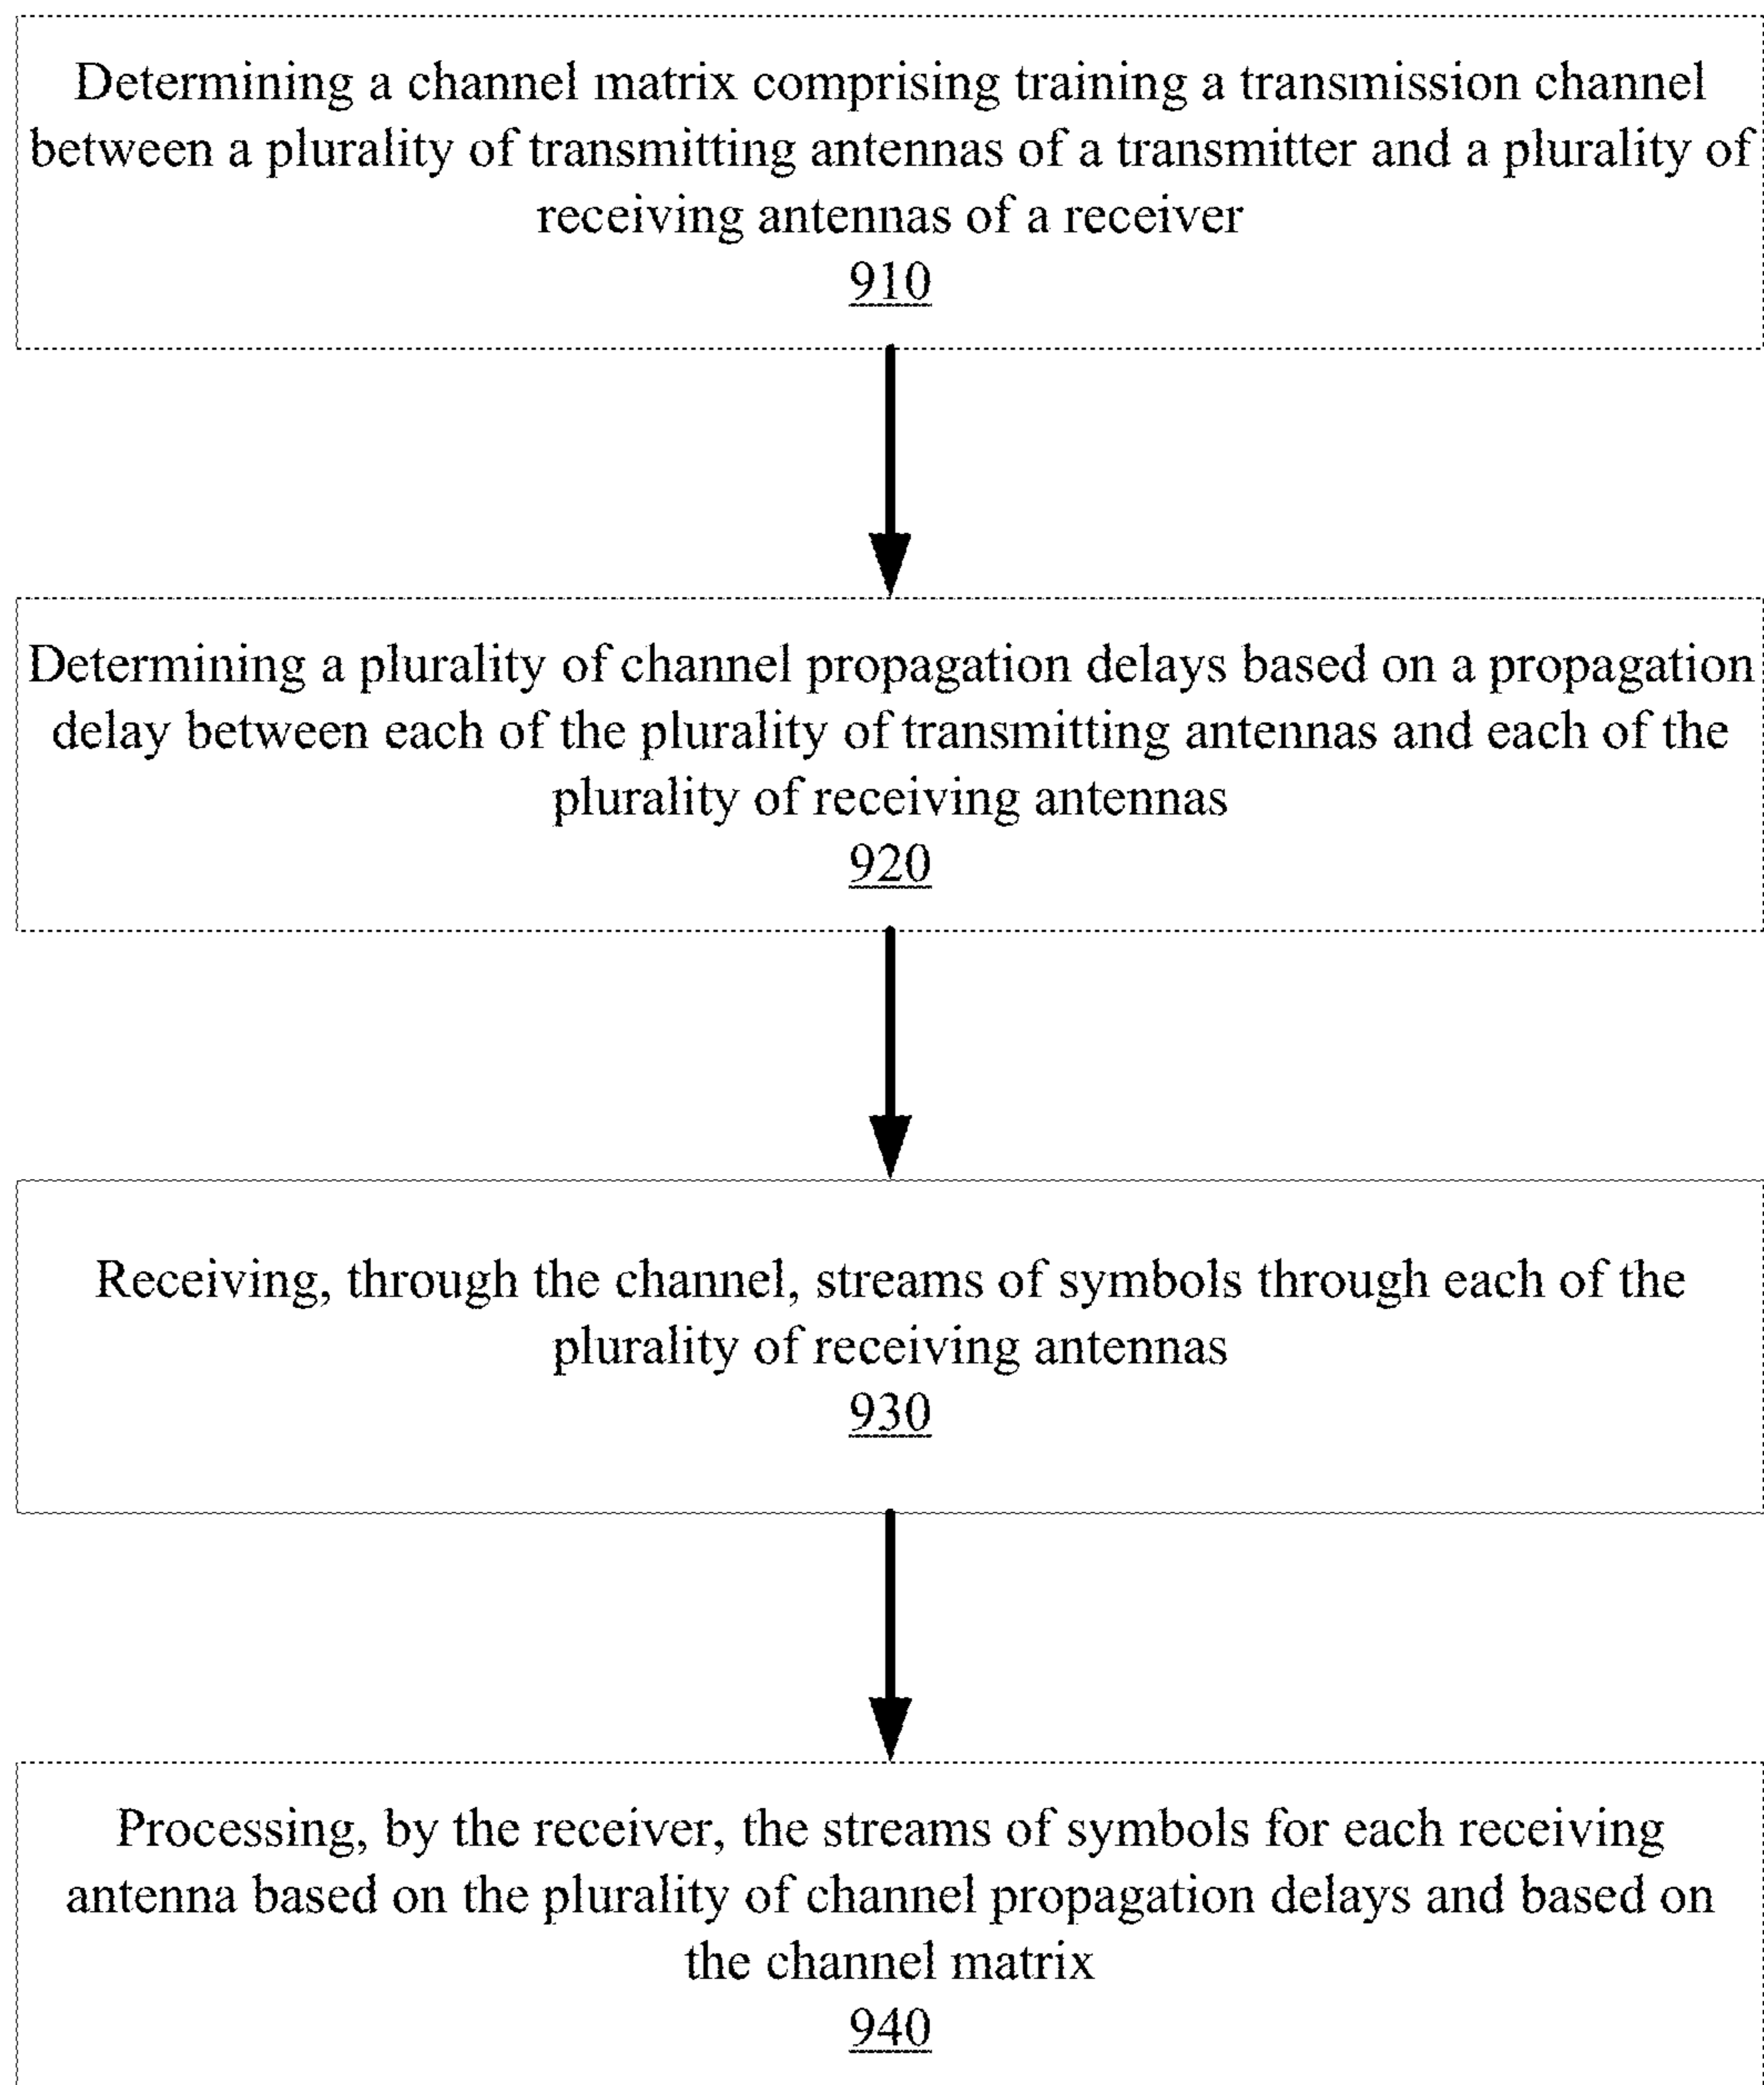 Determining a channel matrix comprising training a transmission channel
between a plurality of transmitting antennas of a transmitter and a plurality of
receiving antennas of a receiver
910
Determining a plurality of channel propagation delays based on a propagation
delay between each of the plurality of transmitting antennas and each of the
plurality of receiving antennas
920
Receiving, through the channel, streams of symbols through each of the
plurality of receiving antennas
930
Processing, by the receiver, the streams of symbols for each receiving
antenna based on the plurality of channel propagation delays and based on
the channel matrix
940